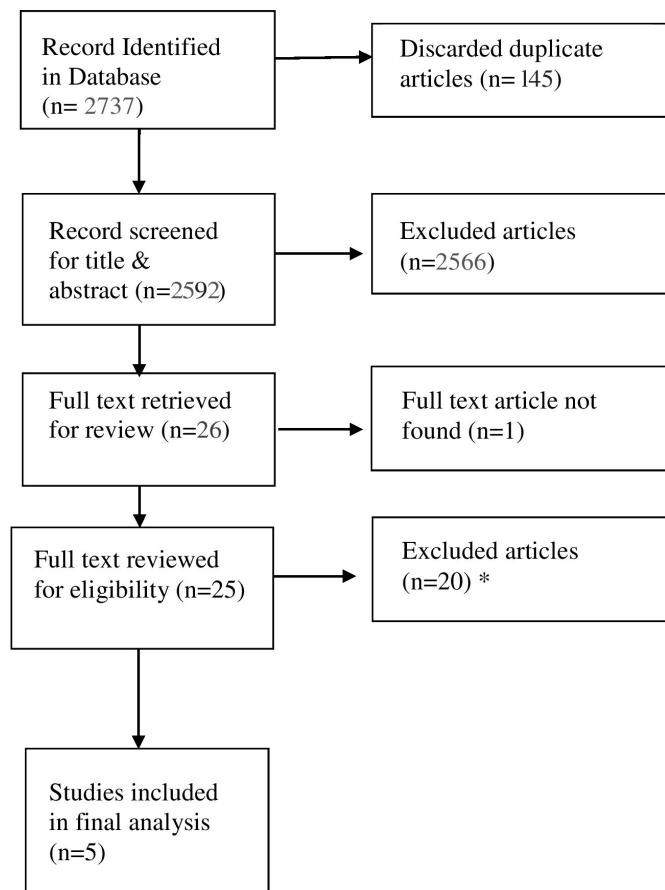 Record Identified
in Database
(n= 2737)
Discarded duplicate
articles (n= 145)
Record screened
for title &
abstract (n=2592)
Excluded articles
(n=2566)
Full text retrieved
for review (n=26)
Full text article not
found (n=1)
Full text reviewed
for eligibility (n=25)
Excluded articles
(n=20) *
Studies included
in final analysis
(n=5)